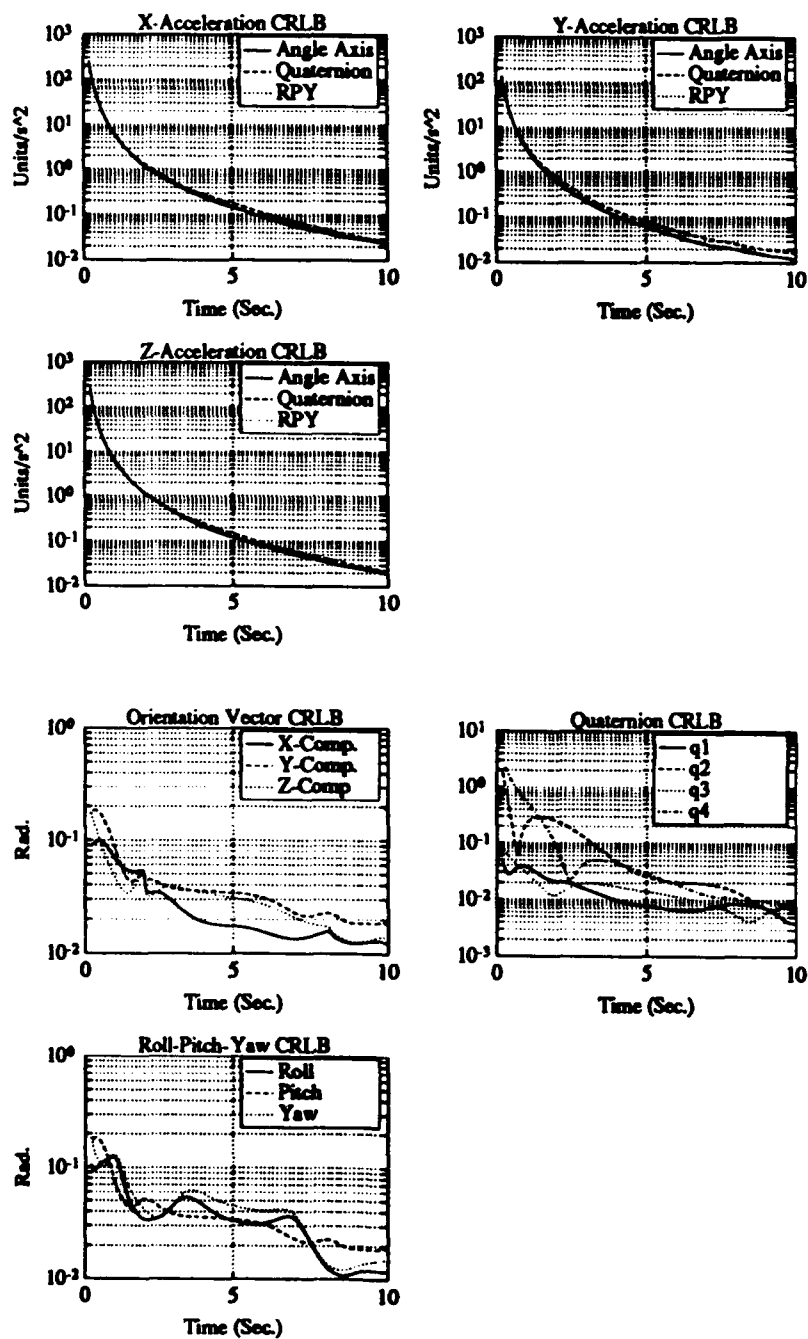 X-Acceleration CRLB
10³
10²
10¹
10⁰
10⁻¹
10⁻²
Units/s^2
Angle Axis
Quaternion
RPY
0 5 10
Time (Sec.)
Y-Acceleration CRLB
10³
10²
10¹
10⁰
10⁻¹
10⁻²
Units/s^2
Angle Axis
Quaternion
RPY
0 5 10
Time (Sec.)
Z-Acceleration CRLB
10³
10²
10¹
10⁰
10⁻¹
10⁻²
Units/s^2
Angle Axis
Quaternion
RPY
0 5 10
Time (Sec.)
Orientation Vector CRLB
10⁰
10⁻¹
10⁻²
Rad.
X-Comp.
Y-Comp.
Z-Comp
0 5 10
Time (Sec.)
Quaternion CRLB
10¹
10⁰
10⁻¹
10⁻²
10⁻³
q1
q2
q3
q4
0 5 10
Time (Sec.)
Roll-Pitch-Yaw CRLB
10⁰
10⁻¹
10⁻²
Rad.
Roll
Pitch
Yaw
0 5 10
Time (Sec.)